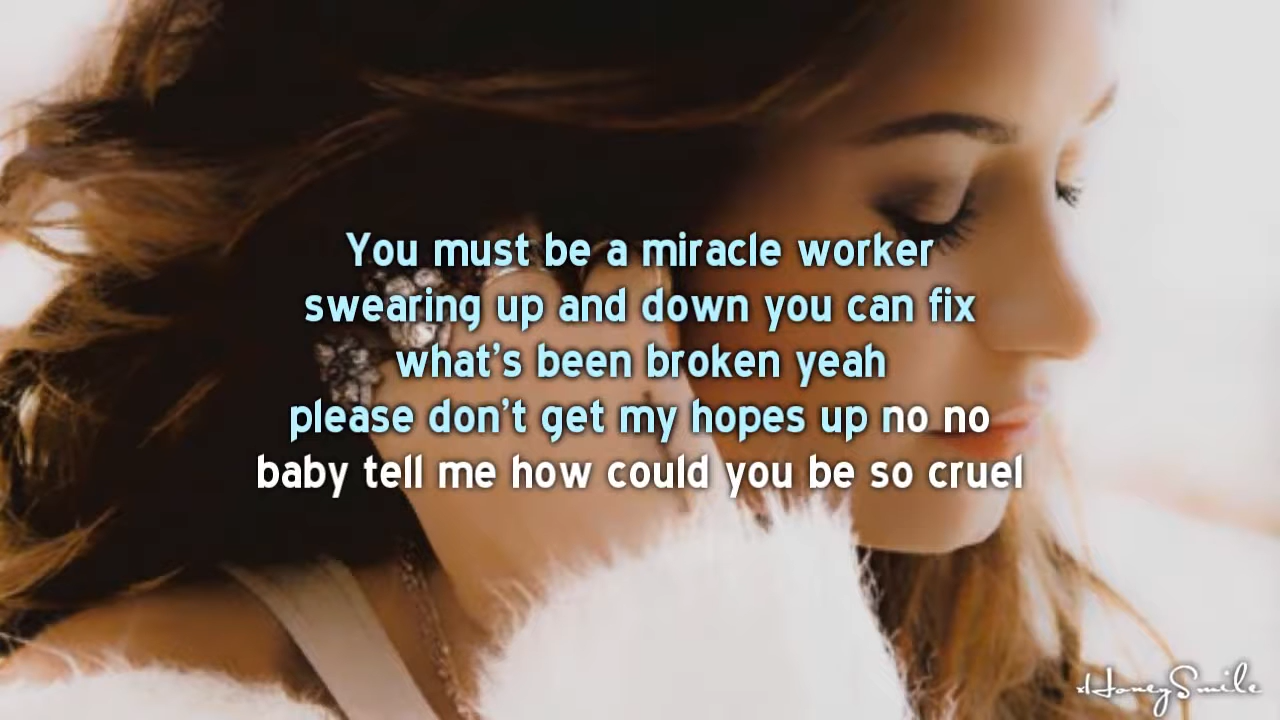 You must be a miracle worker
swearing up and down you can fix
what's been broken yeah
please don't get my hopes up no no
baby tell me how could you be so cruel
xHoneySmile